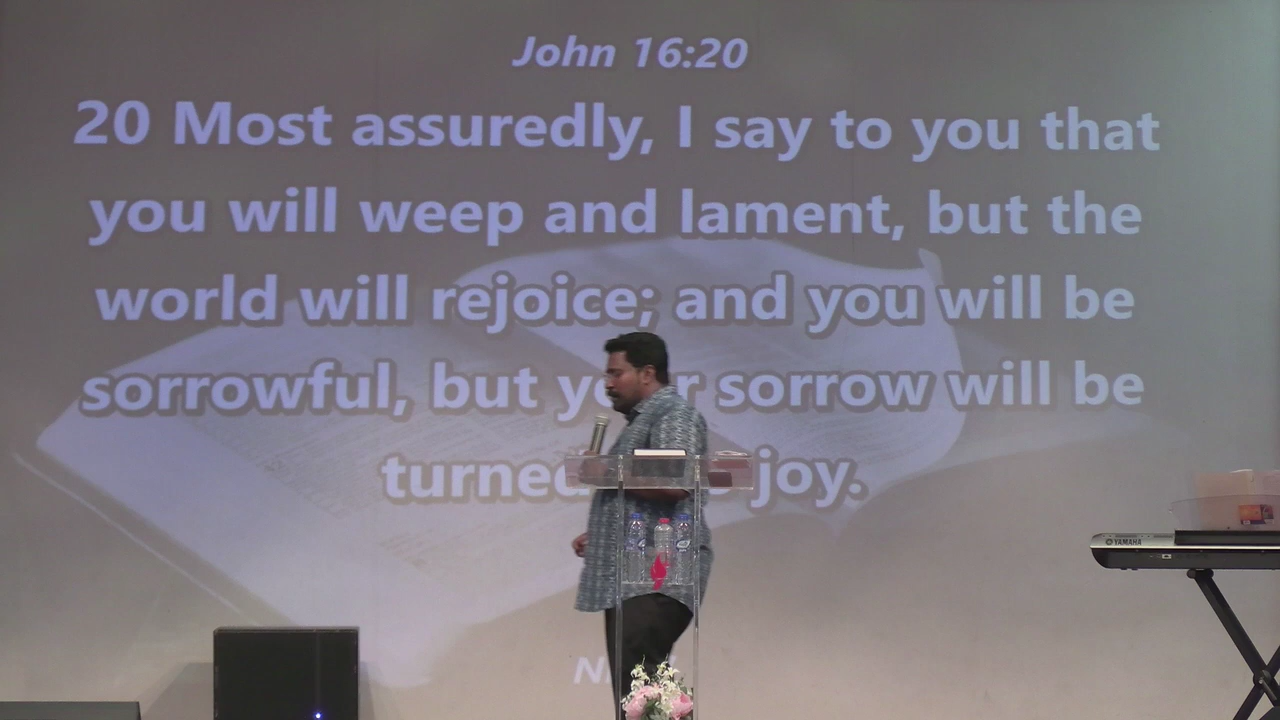 John 16:20
20 Most assuredly, I say to you that
you will weep and lament, but the
world will rejoice; and you will be
sorrowful, but sorrow will be
turned joy.
YAMAHA